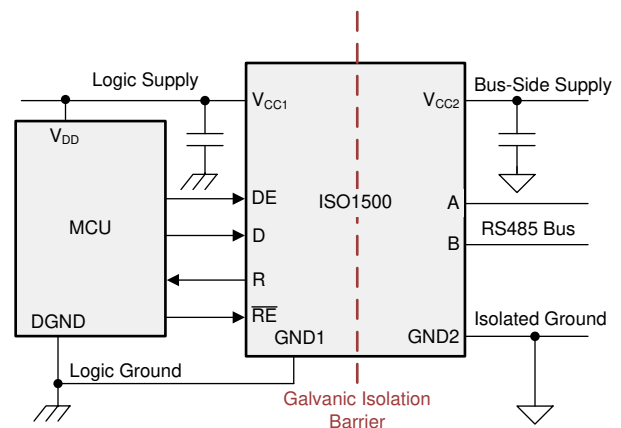 Logic Supply
Bus-Side Supply
VCC1
VCC2
VDD
DE
ISO1500
A
MCU
D
RS485 Bus
B
R
DGND
RE
GND1
GND2
Isolated Ground
Logic Ground
Galvanic Isolation
Barrier